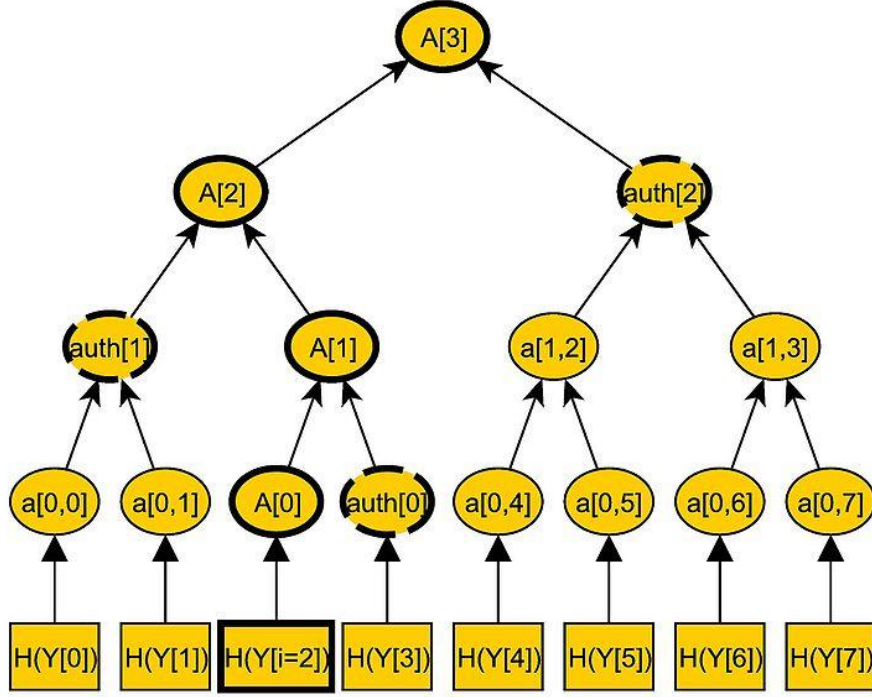 A[3]
A[2]
auth[2]
auth[1]
A[1]
a[1,2]
a[1,3]
a[0,0]
a[0,1]
A[0]
auth[0]
a[0,4]
a[0,5]
a[0,6]
a[0,7]
H(Y[0])
H(Y[1])
H(Y[i=2])
H(Y[3])
H(Y[4])
H(Y[5])
H(Y[6])
H(Y[7])